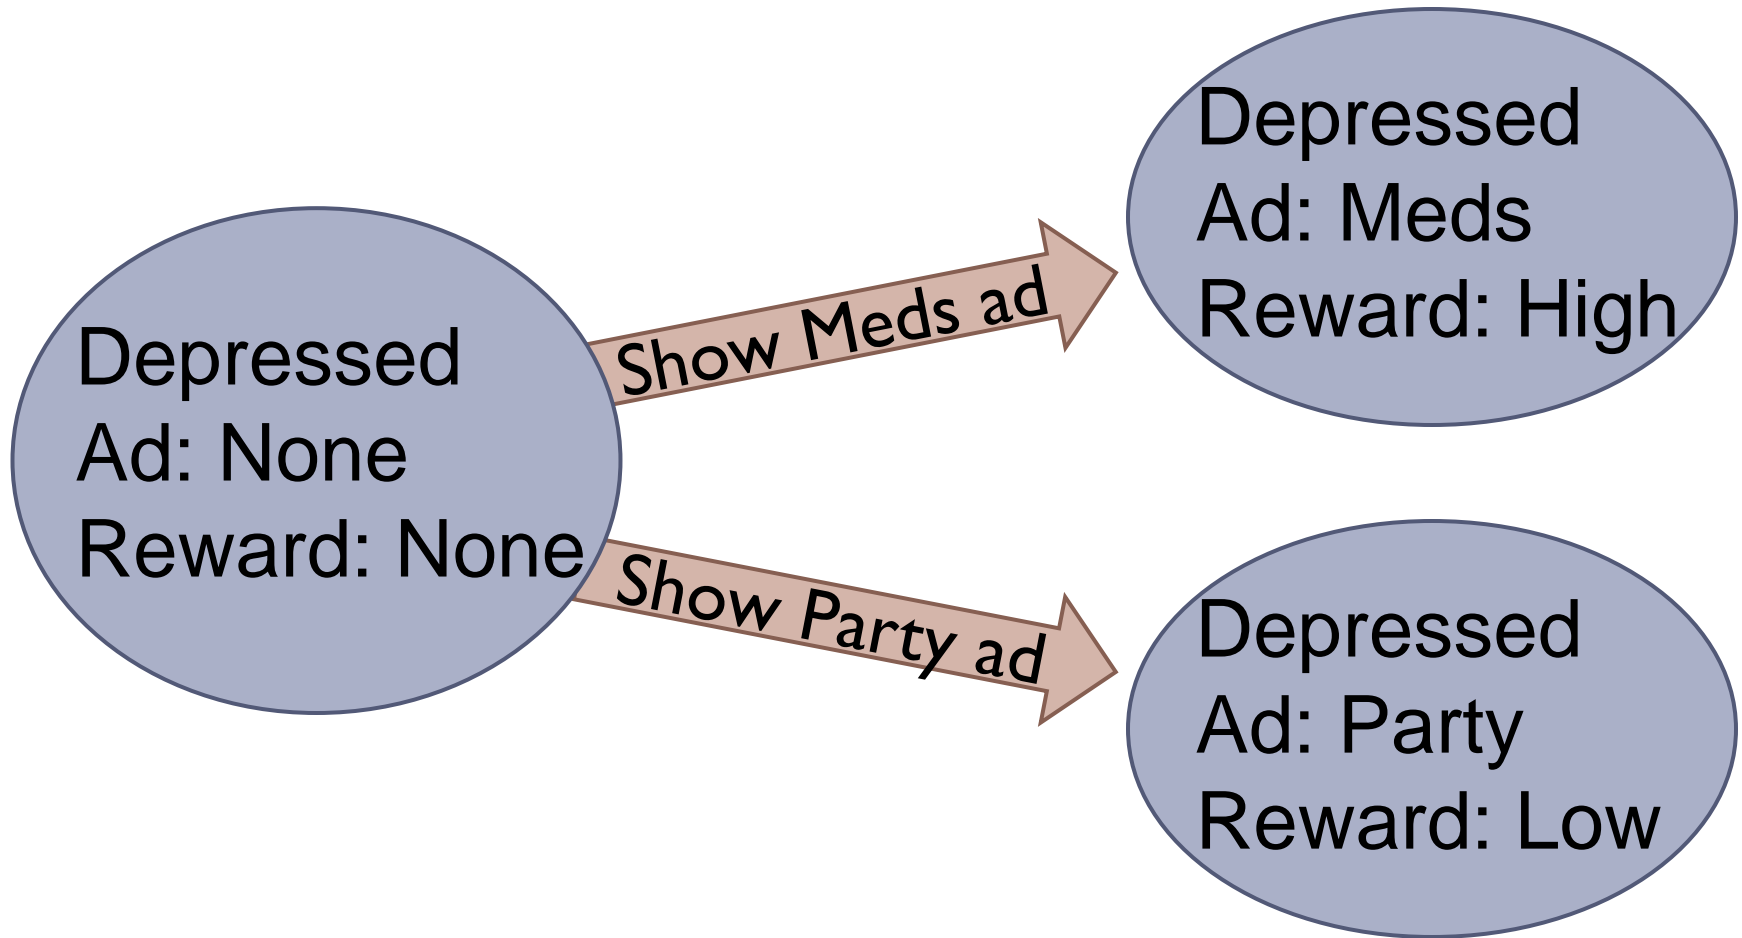 Depressed
Ad: None
Reward: None
Show Meds ad
Show Party ad
Depressed
Ad: Meds
Reward: High
Depressed
Ad: Party
Reward: Low